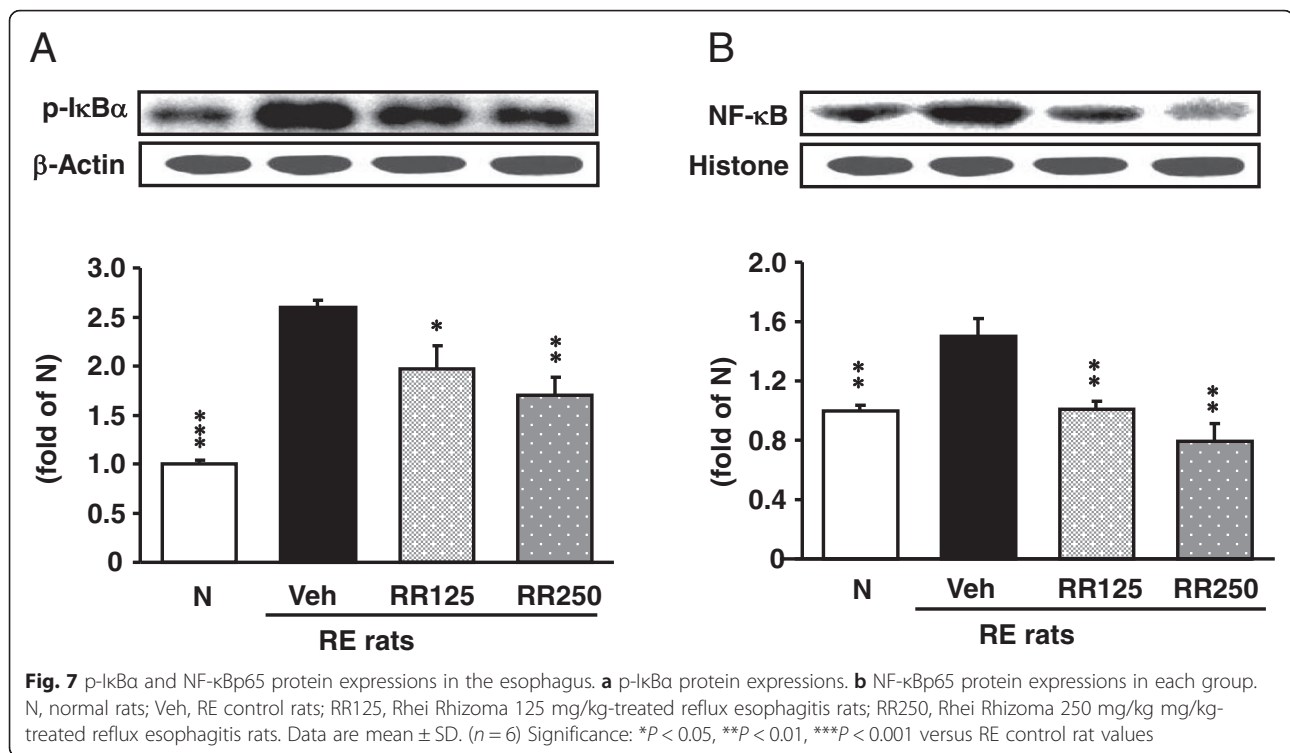 A
p-IκBα
β-Actin
3.0
2.5
2.0
1.5
1.0
0.5
0
(fold of N)
***
*
**
N Veh RR125 RR250
RE rats
B
NF-κB
Histone
2.0
1.6
1.2
0.8
0.4
0
(fold of N)
**
**
**
N Veh RR125 RR250
RE rats
Fig. 7 p-IκBα and NF-κBp65 protein expressions in the esophagus. a p-IκBα protein expressions. b NF-κBp65 protein expressions in each group.
N, normal rats; Veh, RE control rats; RR125, Rhei Rhizoma 125 mg/kg-treated reflux esophagitis rats; RR250, Rhei Rhizoma 250 mg/kg mg/kg-
treated reflux esophagitis rats. Data are mean ± SD. (n = 6) Significance: *P < 0.05, **P < 0.01, ***P < 0.001 versus RE control rat values